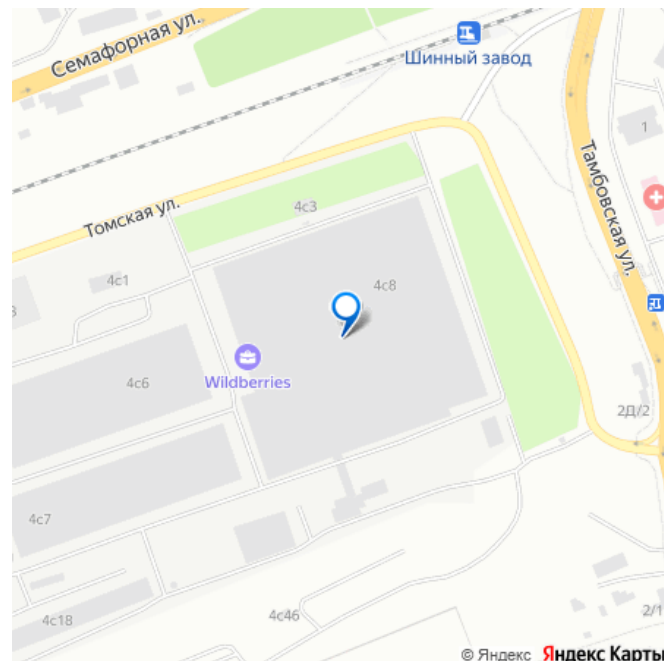 Семафорная ул.
Шинный завод
1
Тамбовская ул.
Томская ул.
4с3
4с1
4с8
Wildberries
4с6
2Д/2
4с7
4с46
4с18
2/1
© Яндекс Яндекс Карты